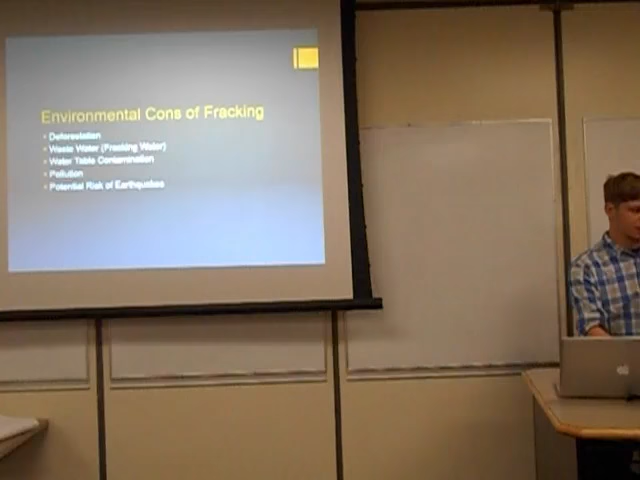 Environmental Cons of Fracking
Deforestation
Waste Water (Fracking Water)
Water Table Contamination
Pollution
Potential Risk of Earthquakes